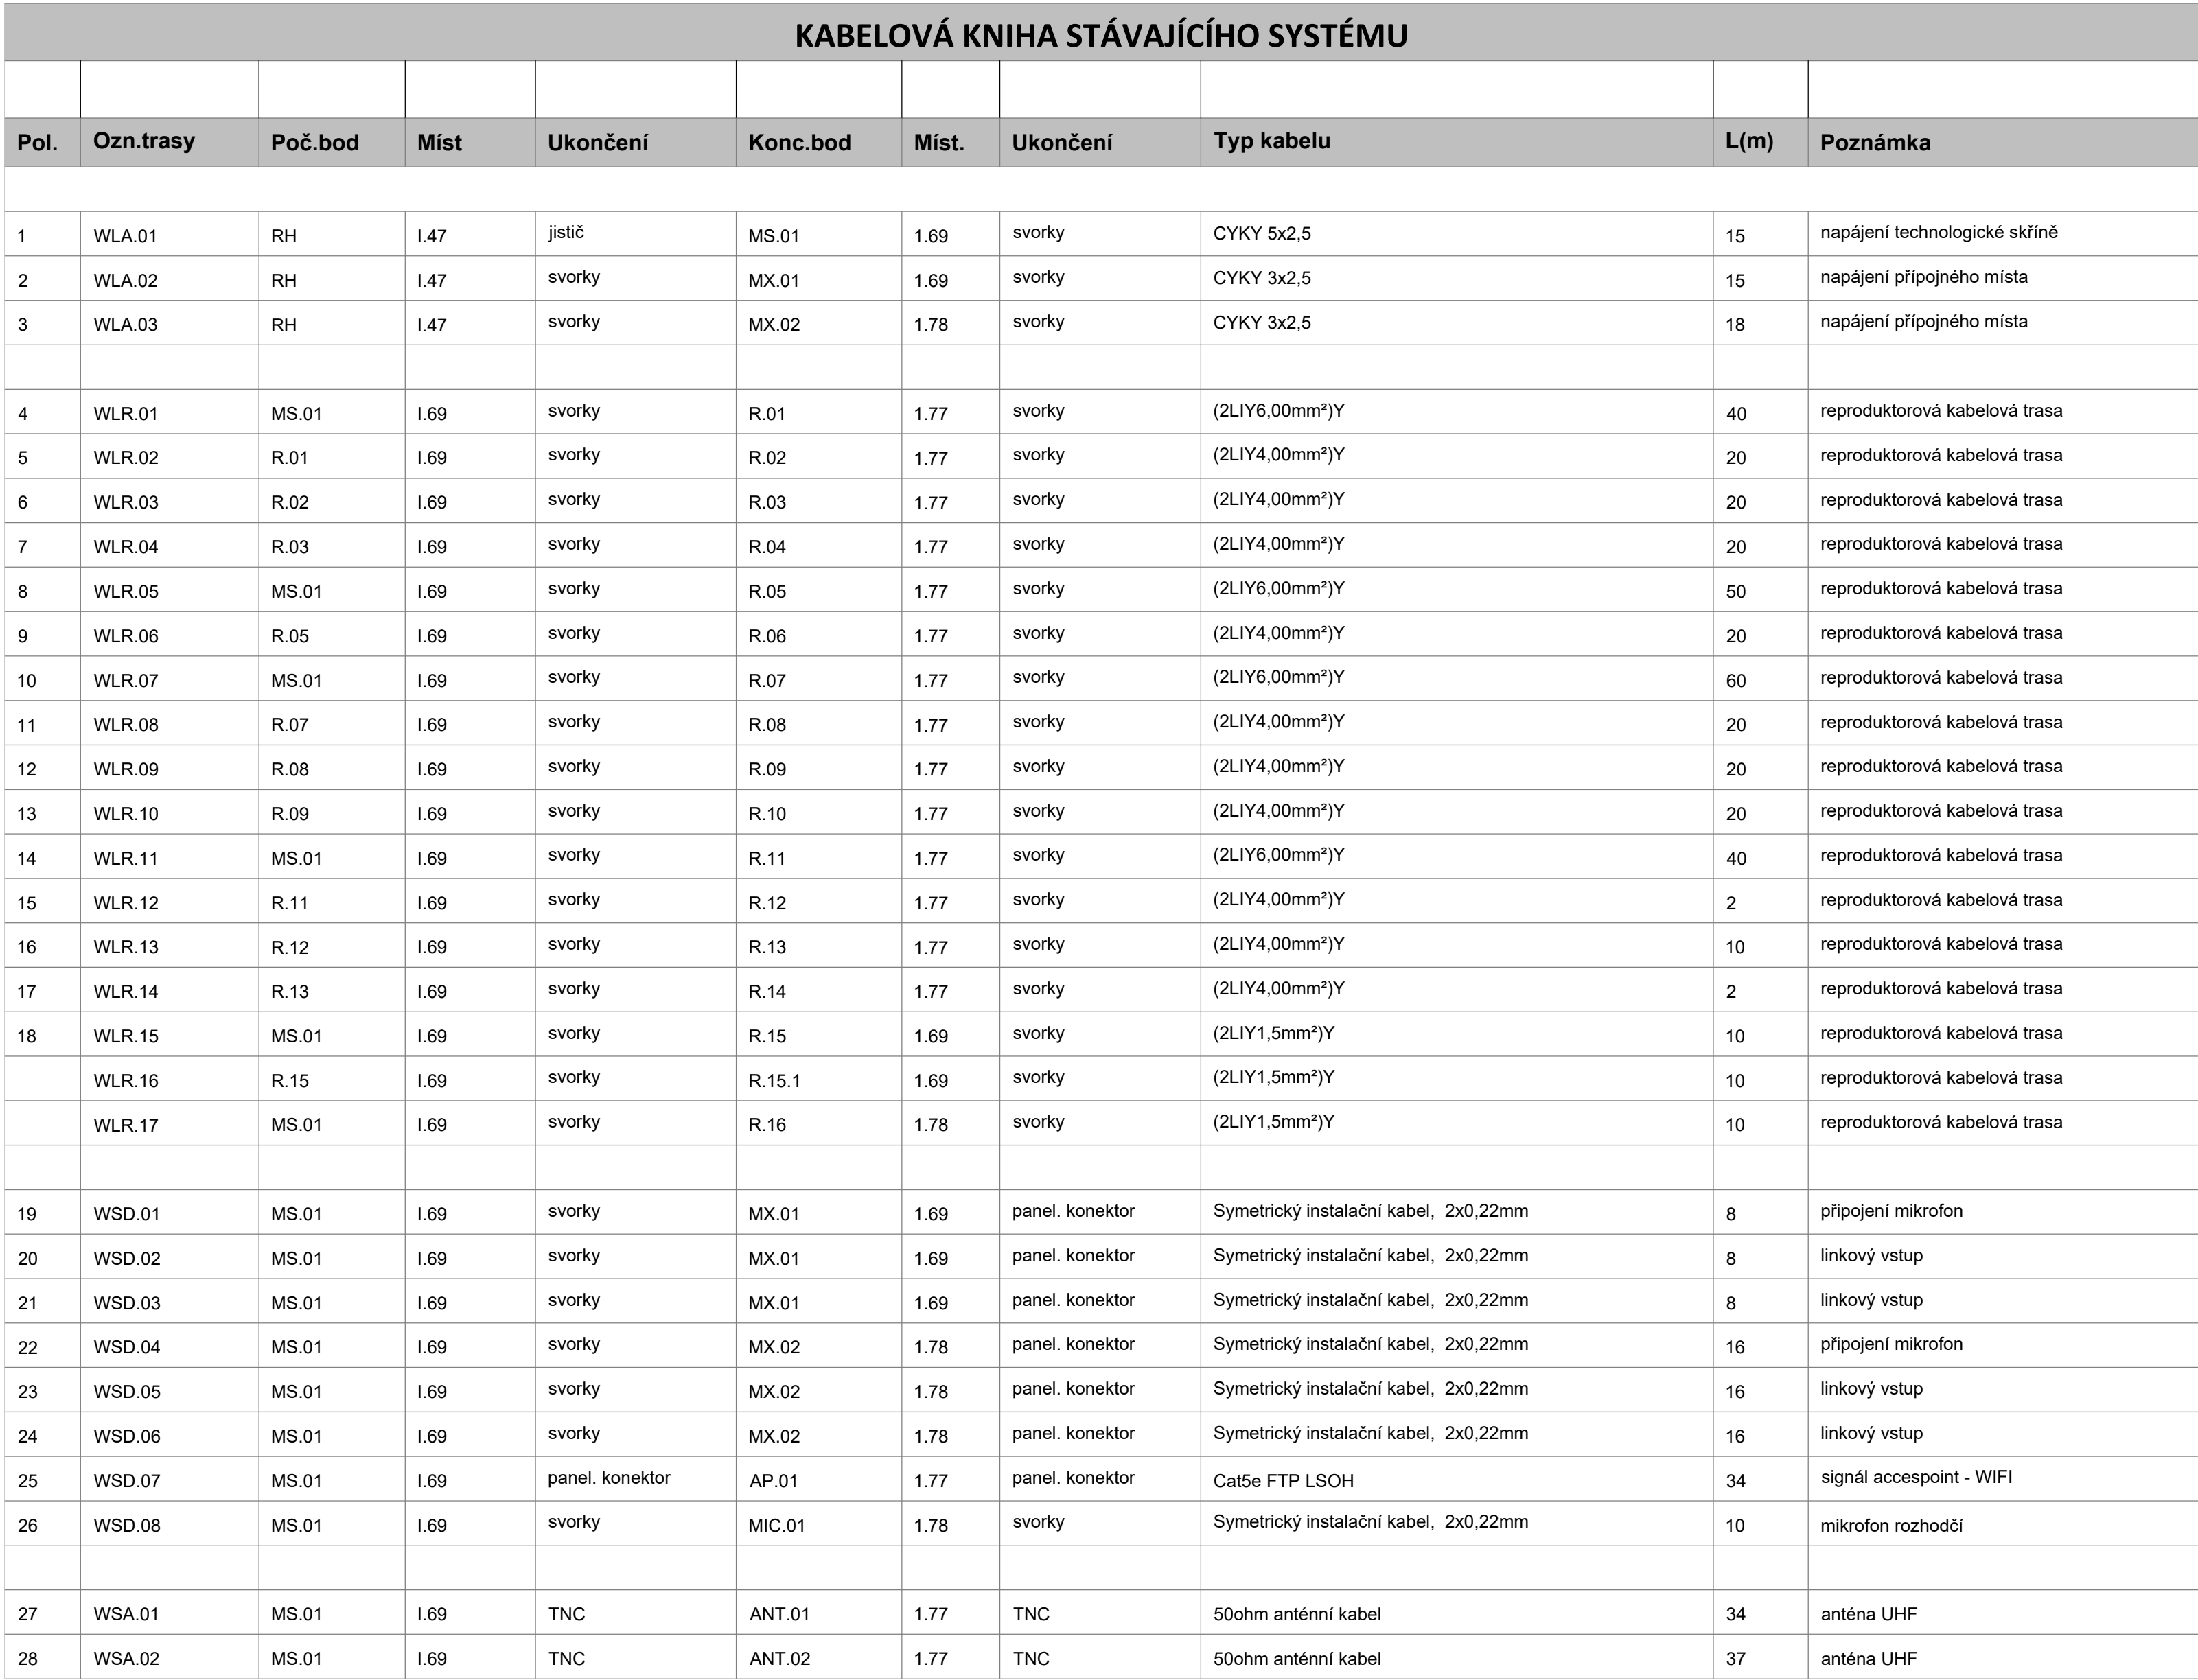 KABELOVÁ KNIHA STÁVAJÍCÍHO SYSTÉMU
Pol. Ozn.trasy Poč.bod Míst Ukončení Konc.bod Míst. Ukončení Typ kabelu L(m) Poznámka
1 WLA.01 RH I.47 jistič MS.01 1.69 svorky CYKY 5x2,5 15 napájení technologické skříně
2 WLA.02 RH I.47 svorky MX.01 1.69 svorky CYKY 3x2,5 15 napájení přípojného místa
3 WLA.03 RH I.47 svorky MX.02 1.78 svorky CYKY 3x2,5 18 napájení přípojného místa
4 WLR.01 MS.01 I.69 svorky R.01 1.77 svorky (2LIY6,00mm²)Y 40 reproduktorová kabelová trasa
5 WLR.02 R.01 I.69 svorky R.02 1.77 svorky (2LIY4,00mm²)Y 20 reproduktorová kabelová trasa
6 WLR.03 R.02 I.69 svorky R.03 1.77 svorky (2LIY4,00mm²)Y 20 reproduktorová kabelová trasa
7 WLR.04 R.03 I.69 svorky R.04 1.77 svorky (2LIY4,00mm²)Y 20 reproduktorová kabelová trasa
8 WLR.05 MS.01 I.69 svorky R.05 1.77 svorky (2LIY6,00mm²)Y 50 reproduktorová kabelová trasa
9 WLR.06 R.05 I.69 svorky R.06 1.77 svorky (2LIY4,00mm²)Y 20 reproduktorová kabelová trasa
10 WLR.07 MS.01 I.69 svorky R.07 1.77 svorky (2LIY6,00mm²)Y 60 reproduktorová kabelová trasa
11 WLR.08 R.07 I.69 svorky R.08 1.77 svorky (2LIY4,00mm²)Y 20 reproduktorová kabelová trasa
12 WLR.09 R.08 I.69 svorky R.09 1.77 svorky (2LIY4,00mm²)Y 20 reproduktorová kabelová trasa
13 WLR.10 R.09 I.69 svorky R.10 1.77 svorky (2LIY4,00mm²)Y 20 reproduktorová kabelová trasa
14 WLR.11 MS.01 I.69 svorky R.11 1.77 svorky (2LIY6,00mm²)Y 40 reproduktorová kabelová trasa
15 WLR.12 R.11 I.69 svorky R.12 1.77 svorky (2LIY4,00mm²)Y 2 reproduktorová kabelová trasa
16 WLR.13 R.12 I.69 svorky R.13 1.77 svorky (2LIY4,00mm²)Y 10 reproduktorová kabelová trasa
17 WLR.14 R.13 I.69 svorky R.14 1.77 svorky (2LIY4,00mm²)Y 2 reproduktorová kabelová trasa
18 WLR.15 MS.01 I.69 svorky R.15 1.69 svorky (2LIY1,5mm²)Y 10 reproduktorová kabelová trasa
WLR.16 R.15 I.69 svorky R.15.1 1.69 svorky (2LIY1,5mm²)Y 10 reproduktorová kabelová trasa
WLR.17 MS.01 I.69 svorky R.16 1.78 svorky (2LIY1,5mm²)Y 10 reproduktorová kabelová trasa
19 WSD.01 MS.01 I.69 svorky MX.01 1.69 panel. konektor Symetrický instalační kabel, 2x0,22mm 8 připojení mikrofon
20 WSD.02 MS.01 I.69 svorky MX.01 1.69 panel. konektor Symetrický instalační kabel, 2x0,22mm 8 linkový vstup
21 WSD.03 MS.01 I.69 svorky MX.01 1.69 panel. konektor Symetrický instalační kabel, 2x0,22mm 8 linkový vstup
22 WSD.04 MS.01 I.69 svorky MX.02 1.78 panel. konektor Symetrický instalační kabel, 2x0,22mm 16 připojení mikrofon
23 WSD.05 MS.01 I.69 svorky MX.02 1.78 panel. konektor Symetrický instalační kabel, 2x0,22mm 16 linkový vstup
24 WSD.06 MS.01 I.69 svorky MX.02 1.78 panel. konektor Symetrický instalační kabel, 2x0,22mm 16 linkový vstup
25 WSD.07 MS.01 I.69 panel. konektor AP.01 1.77 panel. konektor Cat5e FTP LSOH 34 signál accespoint - WIFI
26 WSD.08 MS.01 I.69 svorky MIC.01 1.78 svorky Symetrický instalační kabel, 2x0,22mm 10 mikrofon rozhodčí
27 WSA.01 MS.01 I.69 TNC ANT.01 1.77 TNC 50ohm anténní kabel 34 anténa UHF
28 WSA.02 MS.01 I.69 TNC ANT.02 1.77 TNC 50ohm anténní kabel 37 anténa UHF